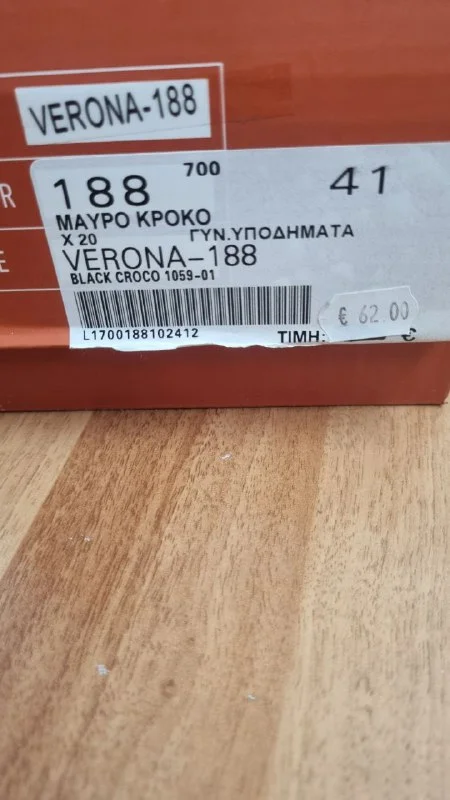 VERONA-188
R
E
700
188
41
ΜΑΥΡΟ ΚΡΟΚΟ
X 20
ΓΥΝ.ΥΠΟΔΗΜΑΤΑ
VERONA-188
BLACK CROCO 1059-01
L1700188102412
ΤΙΜΗ:
€ 62.00
€